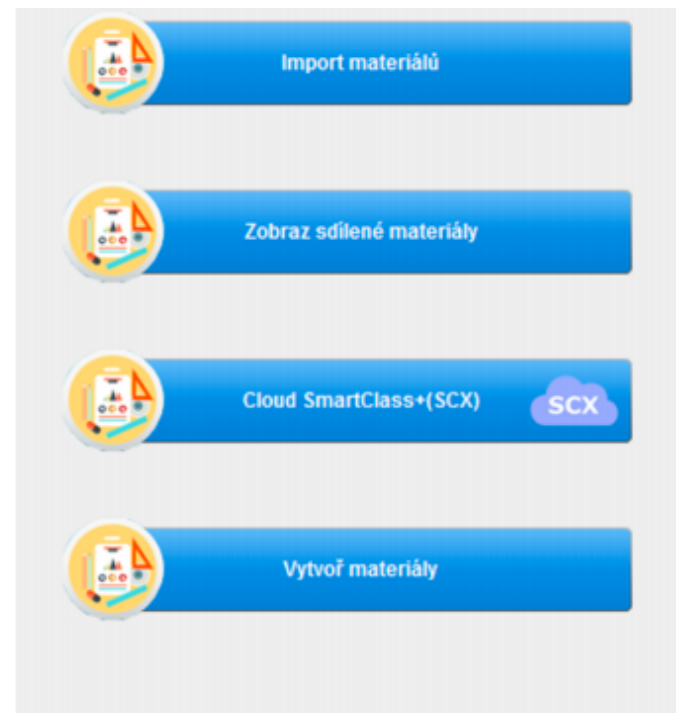 Import materiálů
Zobraz sdílené materiály
Cloud SmartClass+(SCX)
SCX
Vytvoř materiály